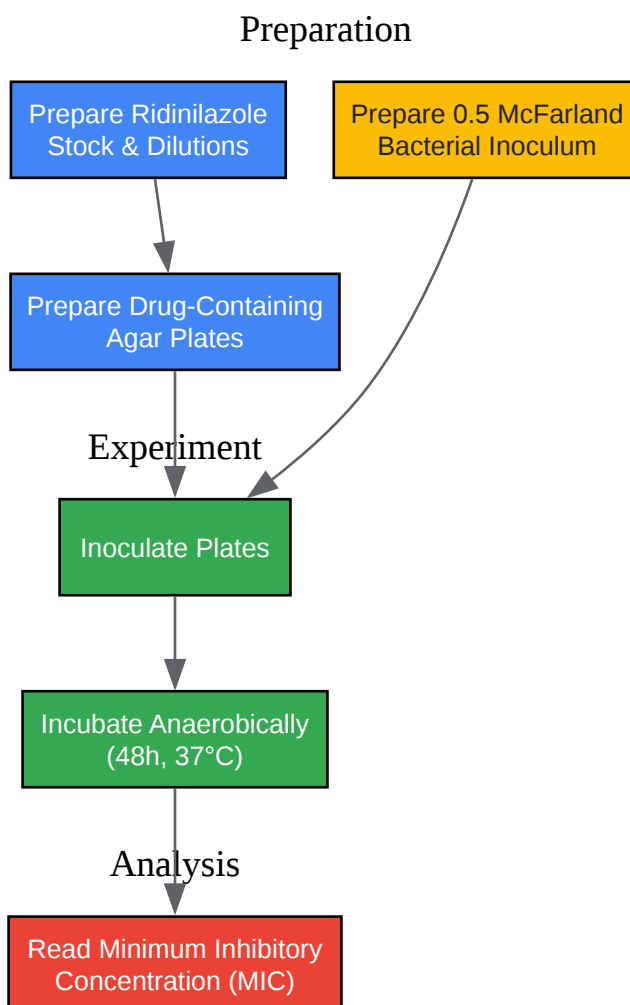 Preparation
Prepare Ridinilazole
Stock & Dilutions
Prepare 0.5 McFarland
Bacterial Inoculum
Prepare Drug-Containing
Agar Plates
Experiment
Inoculate Plates
Incubate Anaerobically
(48h, 37°C)
Analysis
Read Minimum Inhibitory
Concentration (MIC)